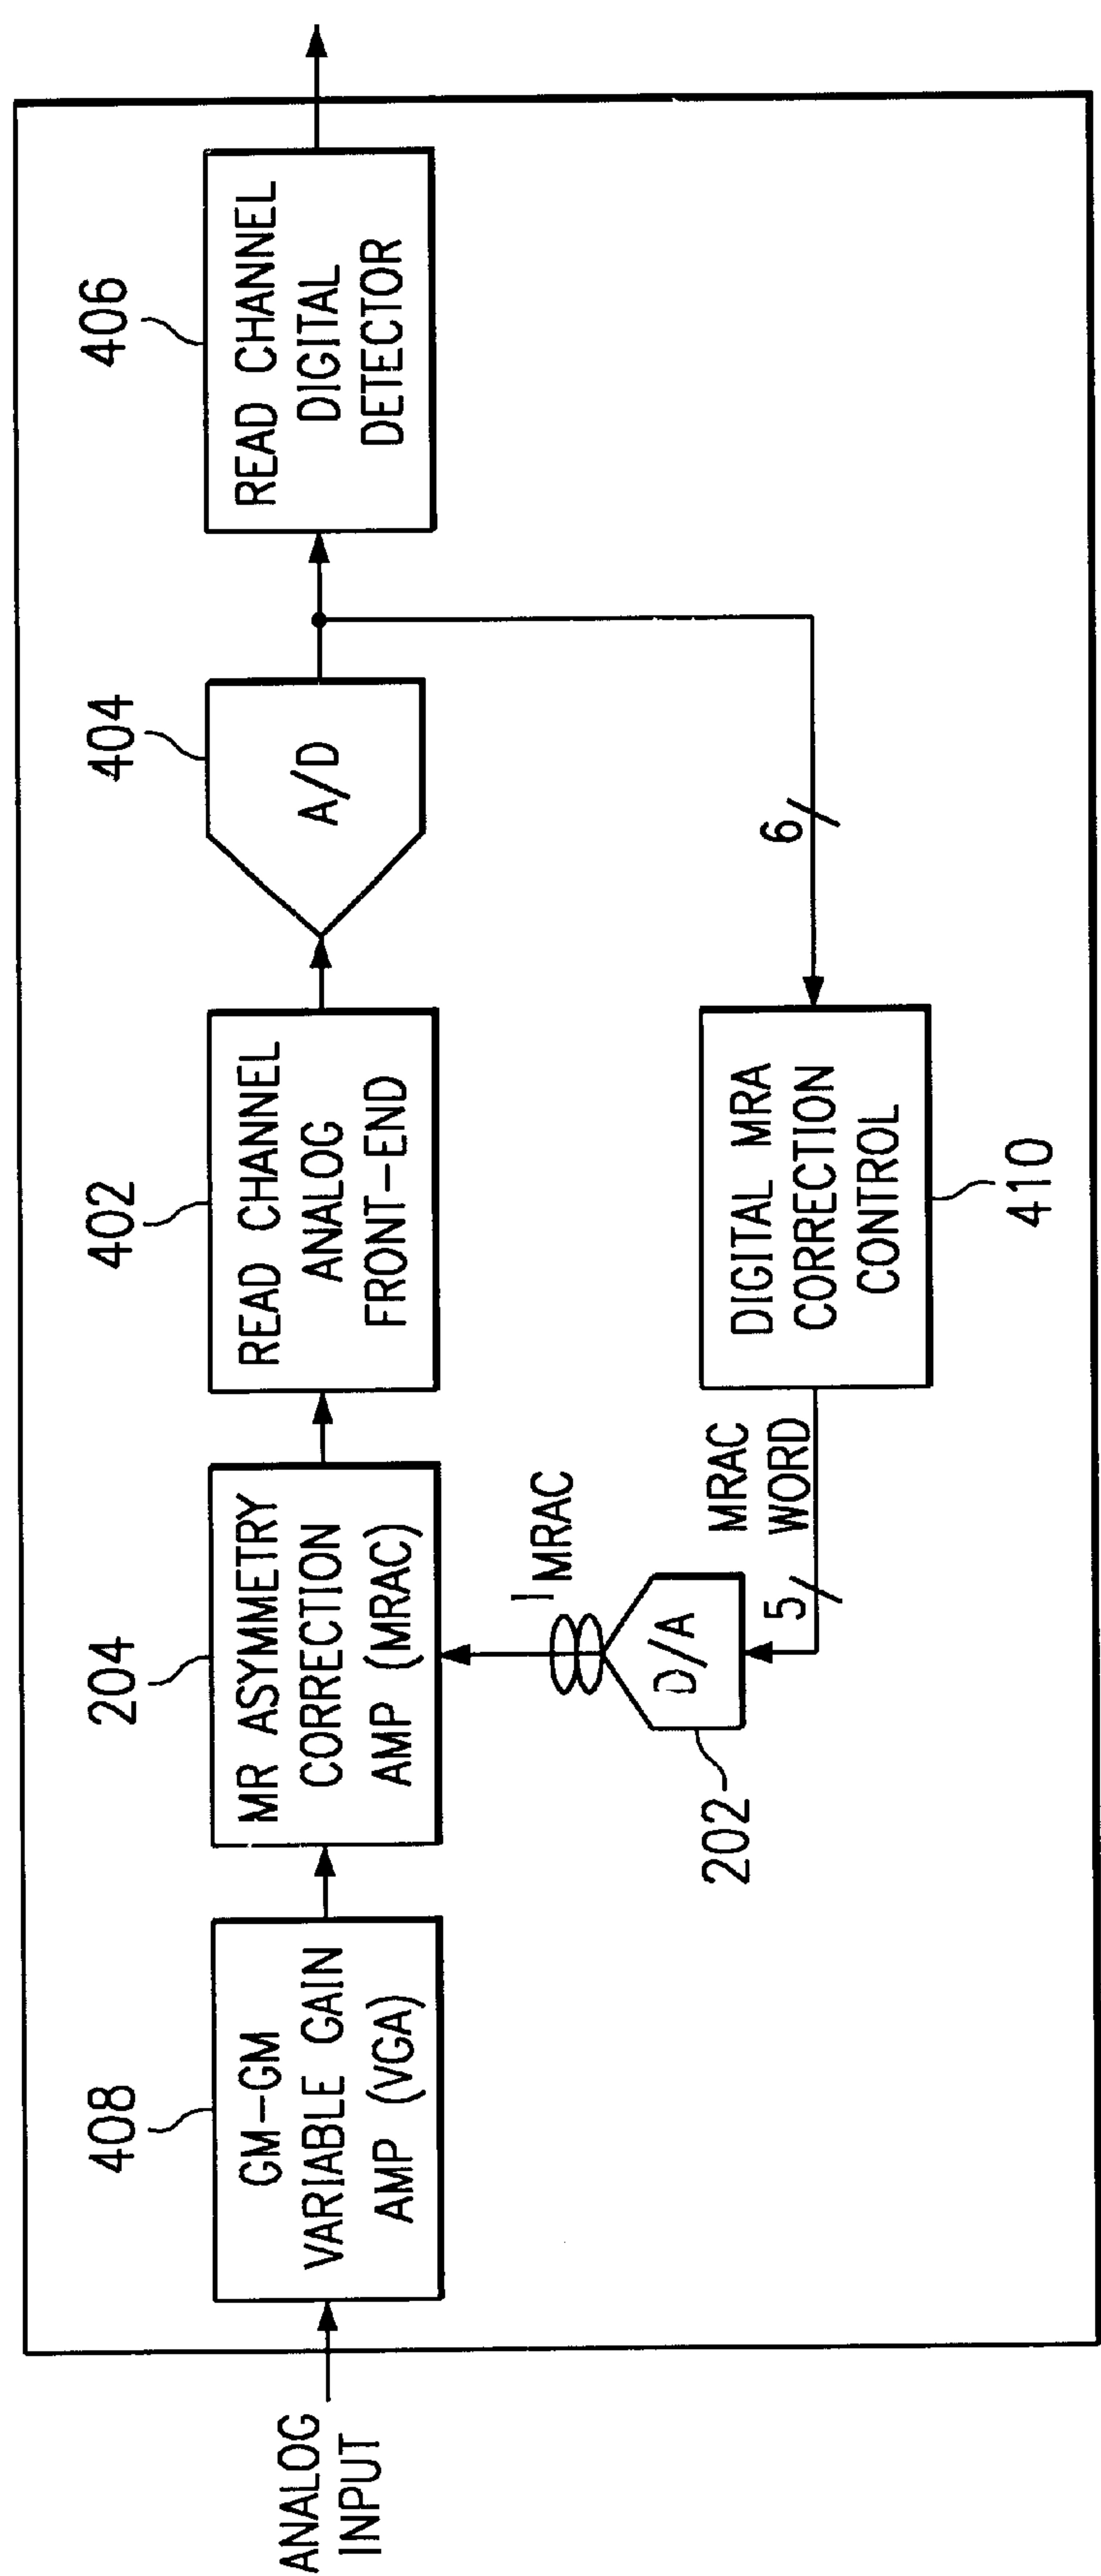 ANALOG
INPUT
408
GM-GM
VARIABLE GAIN
AMP (VGA)
204
MR ASYMMETRY
CORRECTION
AMP (MRAC)
402
READ CHANNEL
ANALOG
FRONT-END
404
A/D
406
READ CHANNEL
DIGITAL
DETECTOR
IMRAC
202
D/A
5
MRAC
WORD
DIGITAL MRA
CORRECTION
CONTROL
410
6